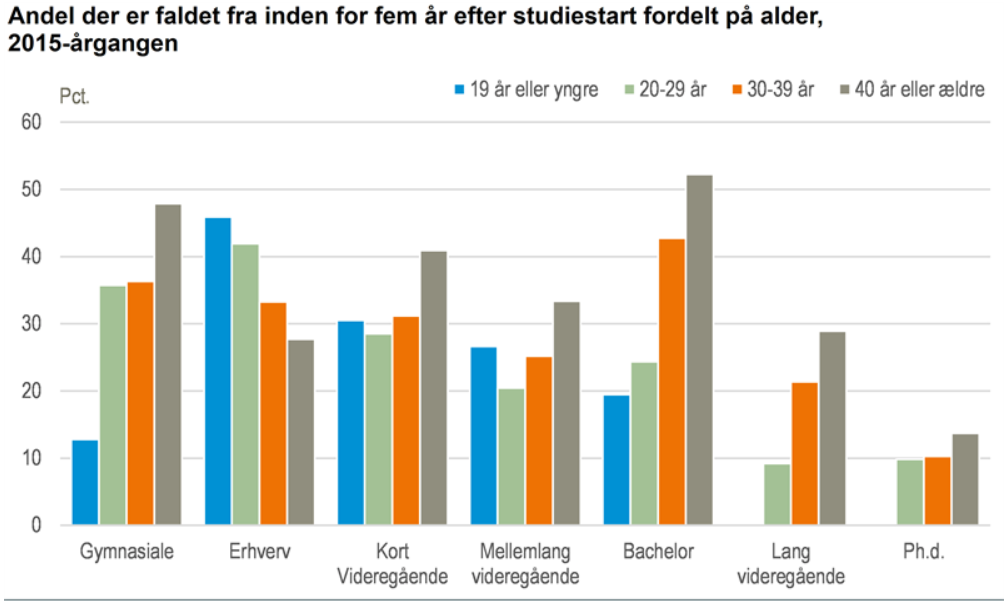 Andel der er faldet fra inden for fem år efter studiestart fordelt på alder,
2015-årgangen
Pct.
19 år eller yngre
20-29 år
30-39 år
40 år eller ældre
60
50
40
30
20
10
0
Gymnasiale
Erhverv
Kort
Videregående
Mellemlang
videregående
Bachelor
Lang
videregående
Ph.d.